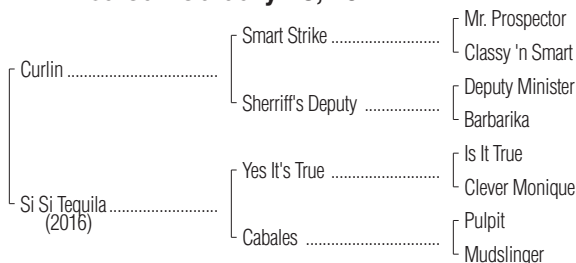 Smart Strike
Mr. Prospector
Classy 'n Smart
Curlin
Sherriff's Deputy
Deputy Minister
Barbarika
Yes It's True
Is It True
Clever Monique
Si Si Tequila
(2016)
Cabales
Pulpit
Mudslinger